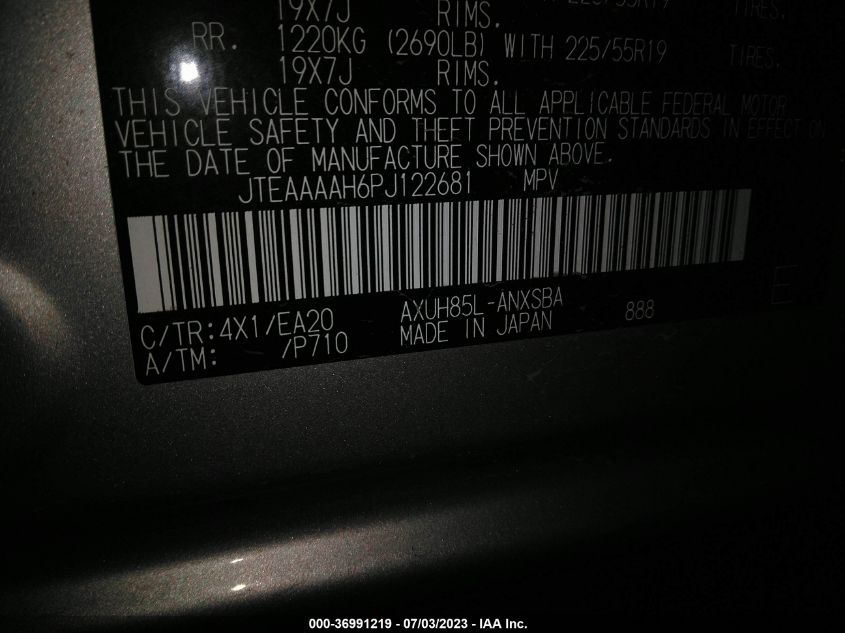 19X7J RIMS. TIRES.
RR. 1220KG (2690LB) WITH 225/55R19 TIRES.
19X7J RIMS.
THIS VEHICLE CONFORMS TO ALL APPLICABLE FEDERAL MOTOR
VEHICLE SAFETY AND THEFT PREVENTION STANDARDS IN EFFECT ON
THE DATE OF MANUFACTURE SHOWN ABOVE.
JTEAAAAH6PJ122681 MPV
C/TR:4X1/EA20 AXUH85L-ANXSBA 888 E
A/TM: /P710 MADE IN JAPAN
000-36991219 - 07/03/2023 - IAA Inc.